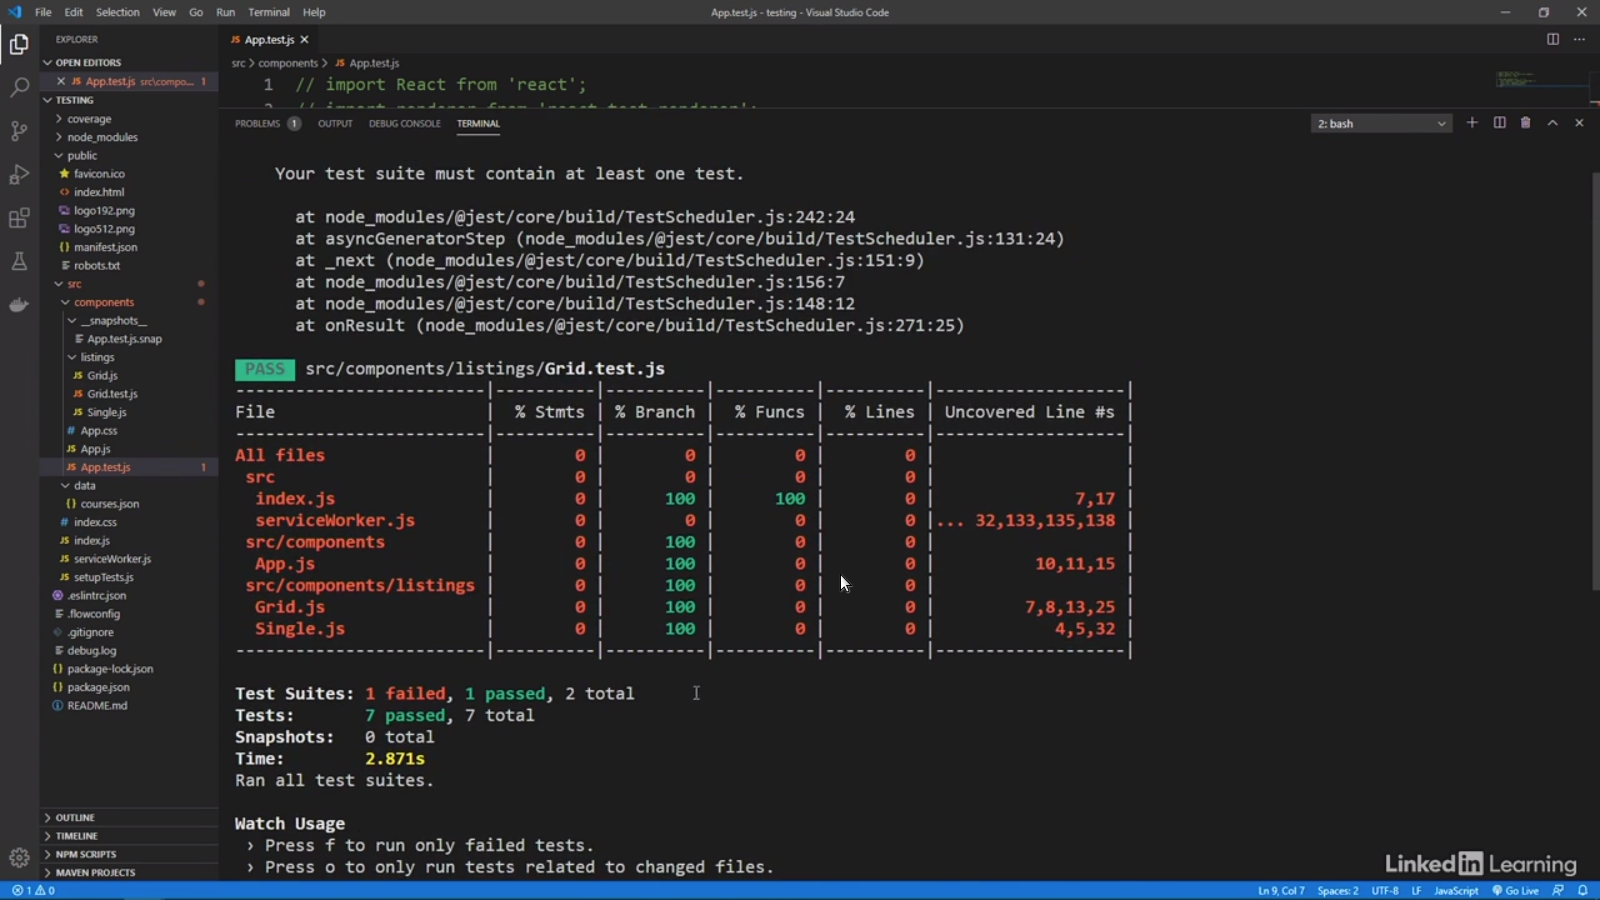 File Edit Selection View Go Run Terminal Help
App.test.js - testing - Visual Studio Code
EXPLORER
OPEN EDITORS
App.test.js src\compo... 1
TESTING
coverage
node_modules
public
favicon.ico
index.html
logo192.png
logo512.png
manifest.json
robots.txt
src
components
__snapshots__
App.test.js.snap
listings
Grid.js
Grid.test.js
Single.js
App.css
App.js
App.test.js 1
data
courses.json
index.css
index.js
serviceWorker.js
setupTests.js
.eslintrc.json
.flowconfig
.gitignore
debug.log
package-lock.json
package.json
README.md
OUTLINE
TIMELINE
NPM SCRIPTS
MAVEN PROJECTS
JS App.test.js
src > components > JS App.test.js
1 // import React from 'react';
2 // import renderer from 'react-test-renderer';
PROBLEMS 1 OUTPUT DEBUG CONSOLE TERMINAL
2: bash
Your test suite must contain at least one test.
at node_modules/@jest/core/build/TestScheduler.js:242:24
at asyncGeneratorStep (node_modules/@jest/core/build/TestScheduler.js:131:24)
at _next (node_modules/@jest/core/build/TestScheduler.js:151:9)
at node_modules/@jest/core/build/TestScheduler.js:156:7
at node_modules/@jest/core/build/TestScheduler.js:148:12
at onResult (node_modules/@jest/core/build/TestScheduler.js:271:25)
PASS src/components/listings/Grid.test.js
File | % Stmts | % Branch | % Funcs | % Lines | Uncovered Line #s |
All files | 0 | 0 | 0 | 0 | |
src | 0 | 0 | 0 | 0 | |
index.js | 0 | 100 | 100 | 0 | 7,17 |
serviceWorker.js | 0 | 0 | 0 | 0 |... 32,133,135,138 |
src/components | 0 | 100 | 0 | 0 | |
App.js | 0 | 100 | 0 | 0 | 10,11,15 |
src/components/listings | 0 | 100 | 0 | 0 | |
Grid.js | 0 | 100 | 0 | 0 | 7,8,13,25 |
Single.js | 0 | 100 | 0 | 0 | 4,5,32 |
Test Suites: 1 failed, 1 passed, 2 total
Tests: 7 passed, 7 total
Snapshots: 0 total
Time: 2.871s
Ran all test suites.
Watch Usage
› Press f to run only failed tests.
› Press o to only run tests related to changed files.
LinkedIn Learning
1 0
Ln 9, Col 7 Spaces: 2 UTF-8 LF JavaScript Go Live